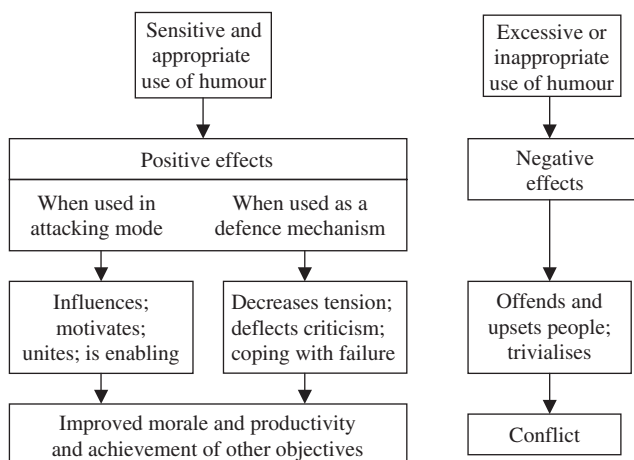 Sensitive and
appropriate
use of humour
Positive effects
When used in
attacking mode
When used as a
defence mechanism
Influences;
motivates;
unites; is enabling
Decreases tension;
deflects criticism;
coping with failure
Improved morale and productivity
and achievement of other objectives
Excessive or
inappropriate
use of humour
Negative
effects
Offends and
upsets people;
trivialises
Conflict